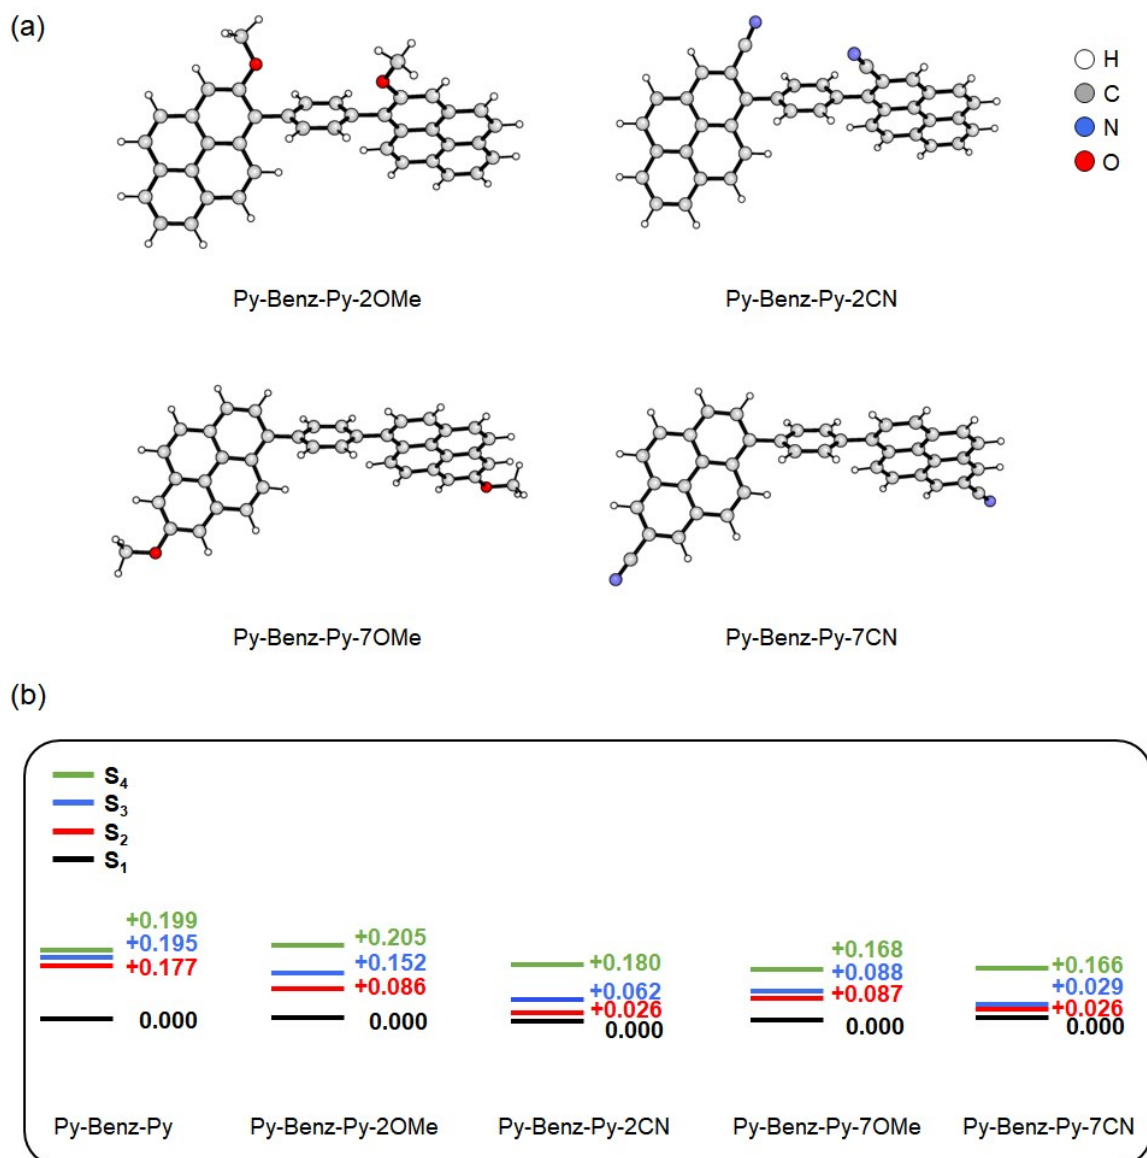 (a)
H
C
N
O
Py-Benz-Py-2OMe
Py-Benz-Py-2CN
Py-Benz-Py-7OMe
Py-Benz-Py-7CN
(b)
S4
S3
S2
S1
+0.199
+0.195
+0.177
0.000
+0.205
+0.152
+0.086
0.000
+0.180
+0.062
+0.026
0.000
+0.168
+0.088
+0.087
0.000
+0.166
+0.029
+0.026
0.000
Py-Benz-Py
Py-Benz-Py-2OMe
Py-Benz-Py-2CN
Py-Benz-Py-7OMe
Py-Benz-Py-7CN